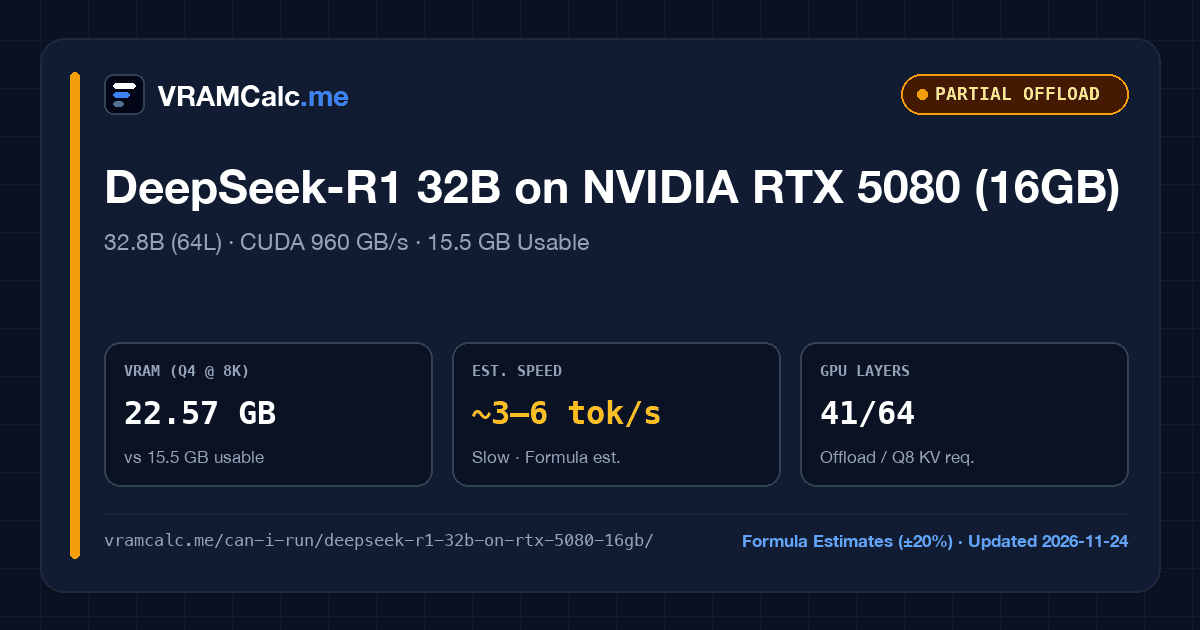 VRAMCalc.me
PARTIAL OFFLOAD
DeepSeek-R1 32B on NVIDIA RTX 5080 (16GB)
32.8B (64L) · CUDA 960 GB/s · 15.5 GB Usable
VRAM (Q4 @ 8K)
22.57 GB
vs 15.5 GB usable
EST. SPEED
~3–6 tok/s
Slow · Formula est.
GPU LAYERS
41/64
Offload / Q8 KV req.
vramcalc.me/can-i-run/deepseek-r1-32b-on-rtx-5080-16gb/
Formula Estimates (±20%) · Updated 2026-11-24